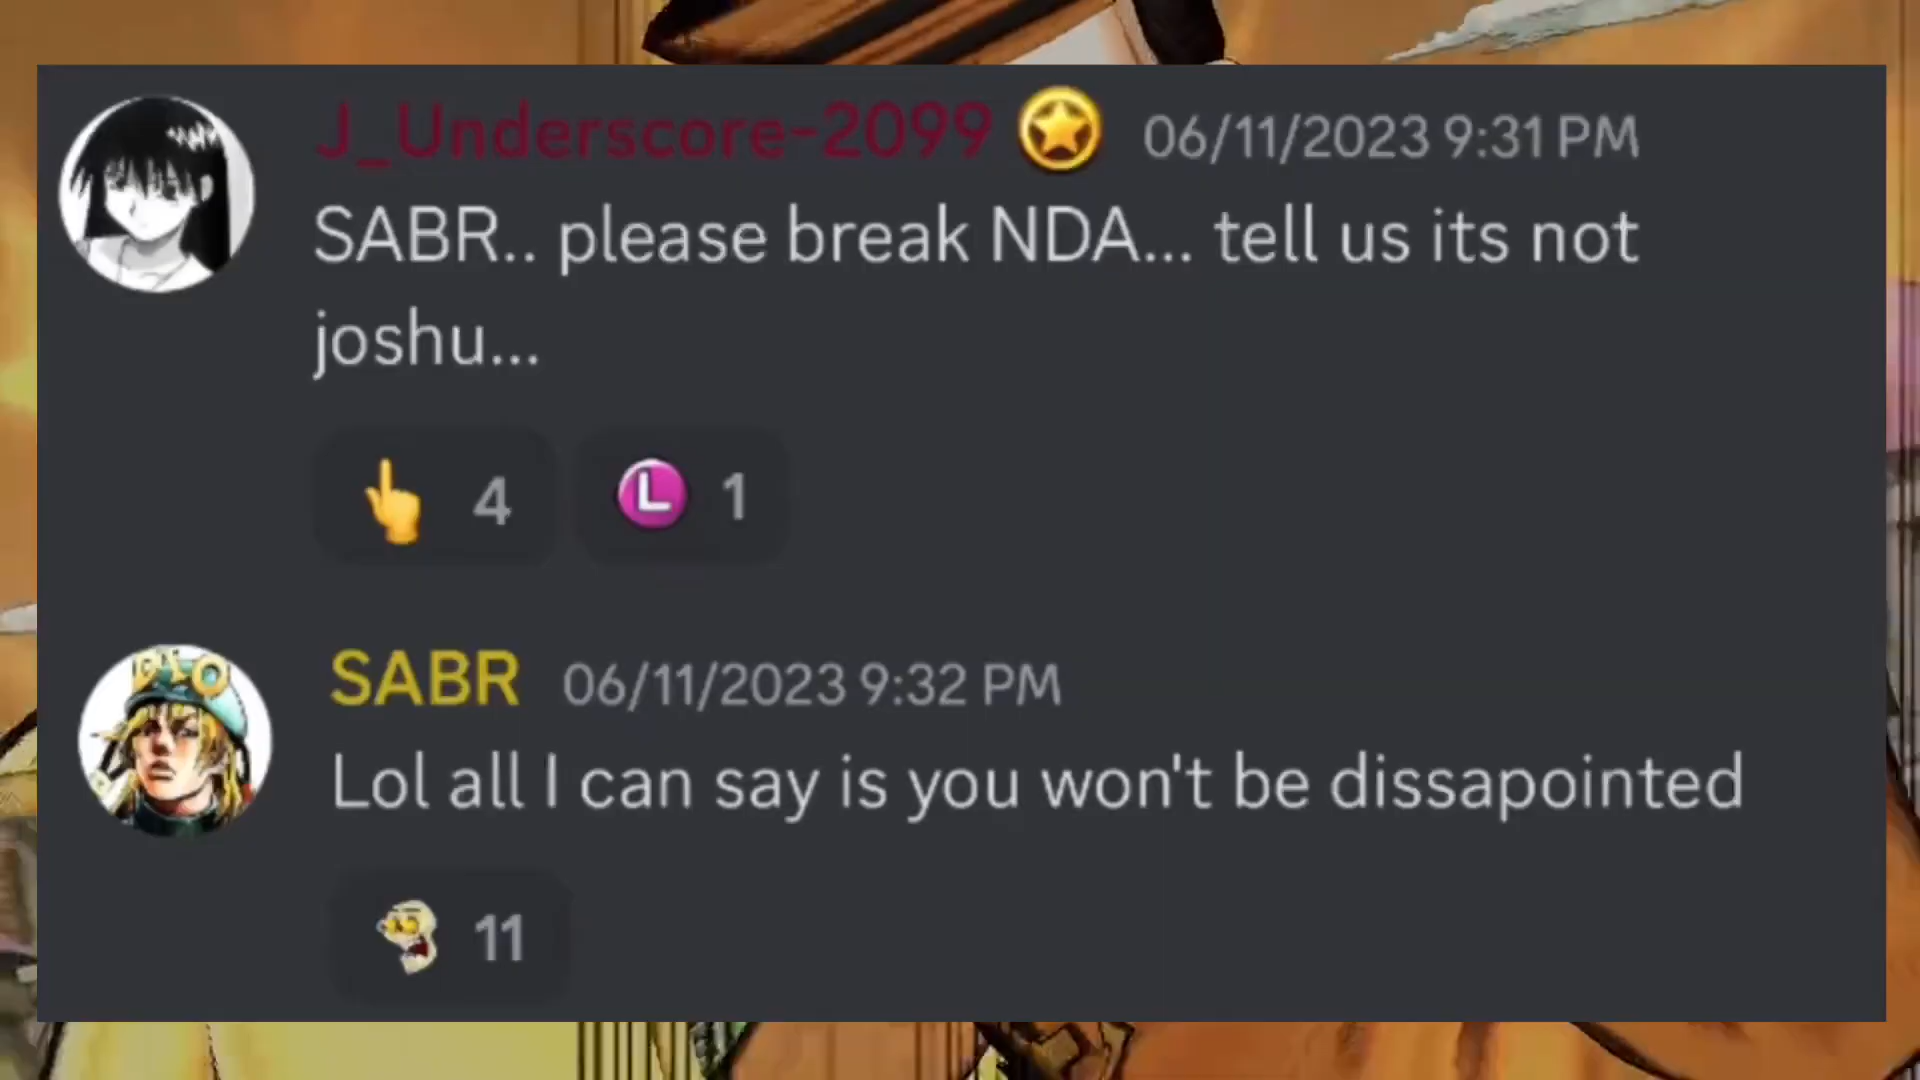 J_Underscore-2099 06/11/2023 9:31 PM
SABR.. please break NDA... tell us its not
joshu...
4 L 1
DIO
SABR 06/11/2023 9:32 PM
Lol all I can say is you won't be dissapointed
11